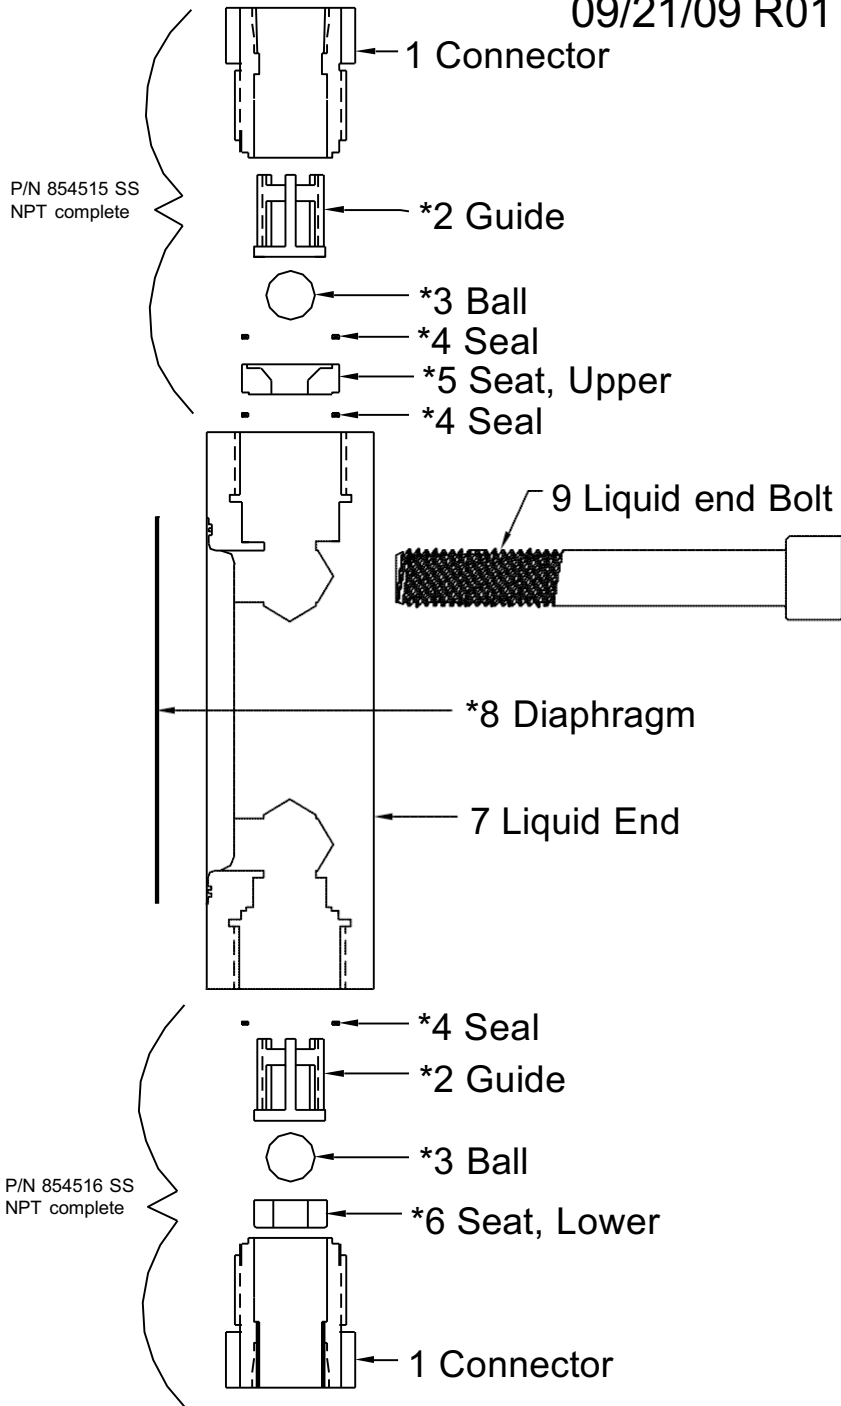 09/21/09 R01
1 Connector
P/N 854515 SS
NPT complete
*2 Guide
*3 Ball
*4 Seal
*5 Seat, Upper
*4 Seal
9 Liquid end Bolt
*8 Diaphragm
7 Liquid End
*4 Seal
*2 Guide
*3 Ball
P/N 854516 SS
NPT complete
*6 Seat, Lower
1 Connector